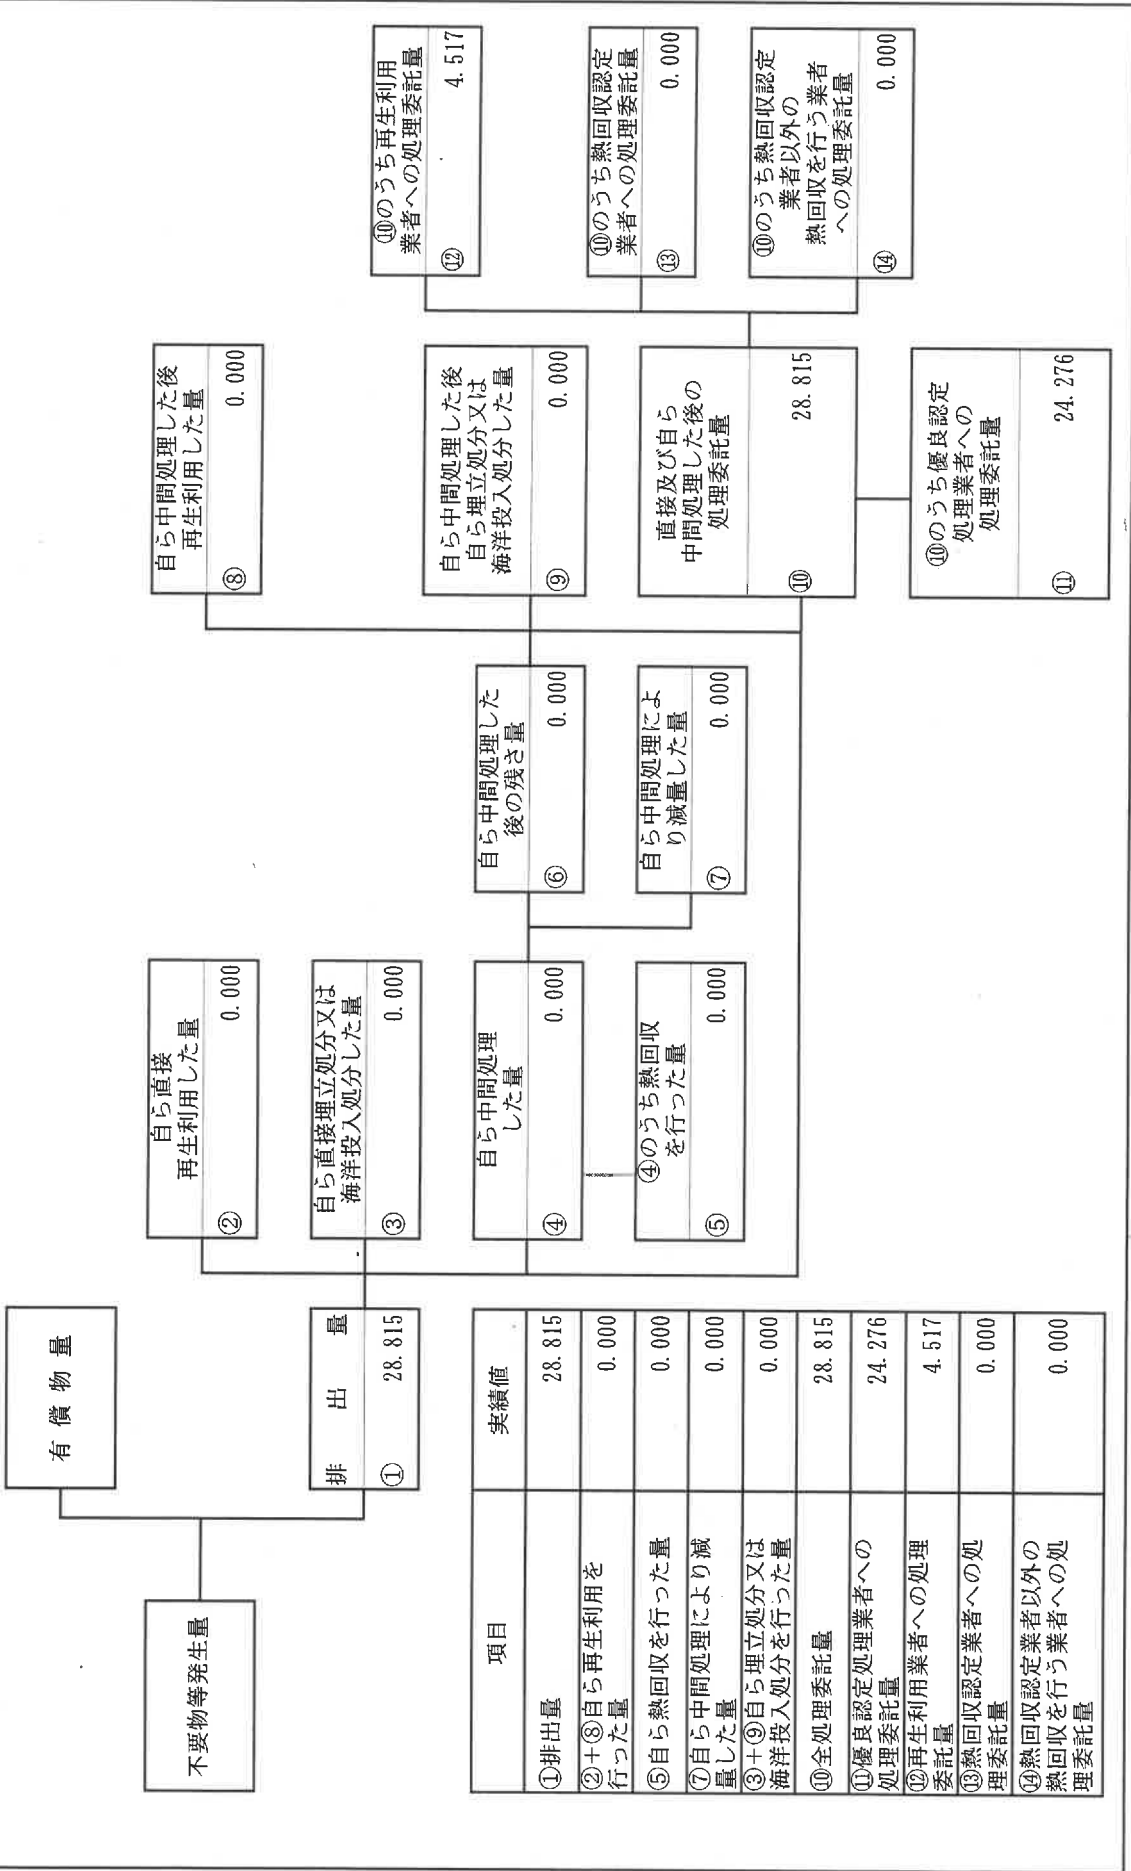 有償物量
不要物等発生量
排出量
① 28.815
自ら直接
再生利用した量
② 0.000
自ら直接埋立処分又は
海洋投入処分した量
③ 0.000
自ら中間処理
した量
④ 0.000
④のうち熱回収
を行った量
⑤ 0.000
自ら中間処理した
後の残さ量
⑥ 0.000
自ら中間処理によ
り減量した量
⑦ 0.000
自ら中間処理した後
再生利用した量
⑧ 0.000
自ら中間処理した後
自ら埋立処分又は
海洋投入処分した量
⑨ 0.000
直接及び自ら
中間処理した後の
処理委託量
⑩ 28.815
⑩のうち優良認定
処理業者への
処理委託量
⑪ 24.276
⑩のうち再生利用
業者への処理委託量
⑫ 4.517
⑩のうち熱回収認定
業者への処理委託量
⑬ 0.000
⑩のうち熱回収認定
業者以外の
熱回収を行う業者
への処理委託量
⑭ 0.000
項目 実績値
①排出量 28.815
②+⑧自ら再生利用を
行った量 0.000
⑤自ら熱回収を行った量 0.000
⑦自ら中間処理により減
量した量 0.000
③+⑨自ら埋立処分又は
海洋投入処分を行った量 0.000
⑩全処理委託量 28.815
⑪優良認定処理業者への
処理委託量 24.276
⑫再生利用業者への処理
委託量 4.517
⑬熱回収認定業者への処
理委託量 0.000
⑭熱回収認定業者以外の
熱回収を行う業者への処
理委託量 0.000